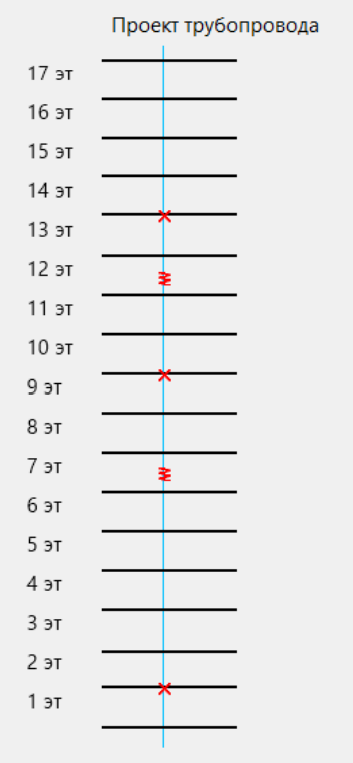 Проект трубопровода
17 эт
16 эт
15 эт
14 эт
13 эт
12 эт
11 эт
10 эт
9 эт
8 эт
7 эт
6 эт
5 эт
4 эт
3 эт
2 эт
1 эт